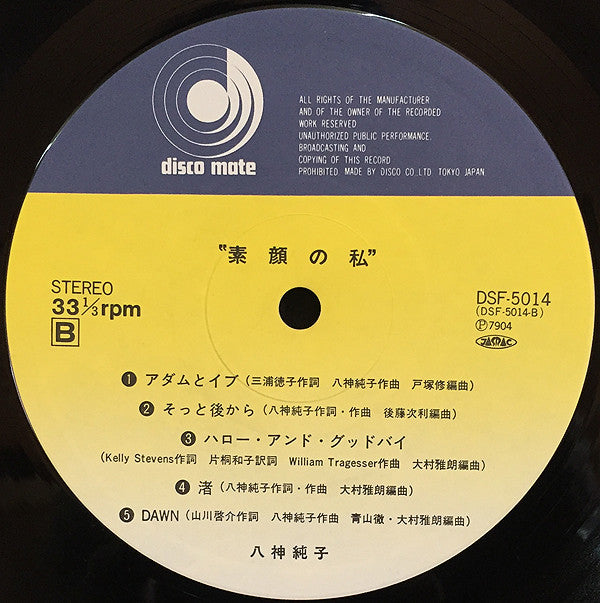 disco mate
ALL RIGHTS OF THE MANUFACTURER
AND OF THE OWNER OF THE RECORDED
WORK RESERVED
UNAUTHORIZED PUBLIC PERFORMANCE.
BROADCASTING AND
COPYING OF THIS RECORD
PROHIBITED MADE BY DISCO CO.,LTD TOKYO JAPAN
〝素顔の私〟
STEREO
33 1/3 rpm
B
DSF-5014
(DSF-5014-B)
Ⓟ7904
JASRAC
❶ アダムとイブ (三浦徳子作詞 八神純子作曲 戸塚修編曲)
❷ そっと後から (八神純子作詞・作曲 後藤次利編曲)
❸ ハロー・アンド・グッドバイ
(Kelly Stevens作詞 片桐和子訳詞 William Tragesser作曲 大村雅朗編曲)
❹ 渚 (八神純子作詞・作曲 大村雅朗編曲)
❺ DAWN (山川啓介作詞 八神純子作曲 青山徹・大村雅朗編曲)
八神純子